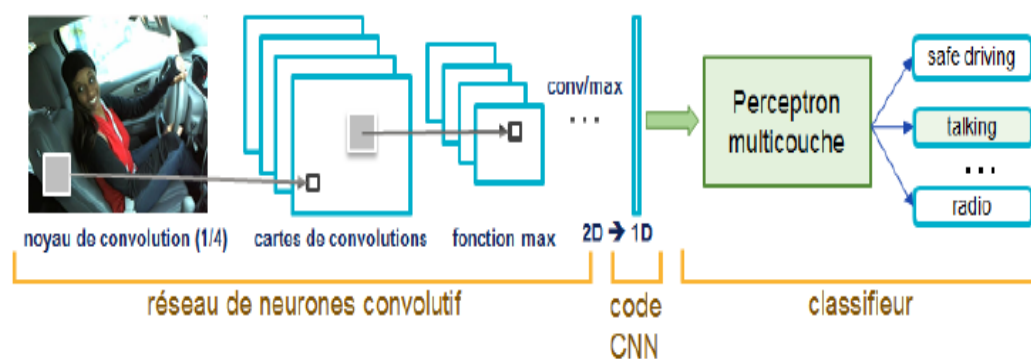 safe driving
conv/max
. . .
Perceptron
multicouche
talking
. . .
radio
noyau de convolution (1/4)
cartes de convolutions
fonction max
2D ➔ 1D
réseau de neurones convolutif
code
CNN
classifieur